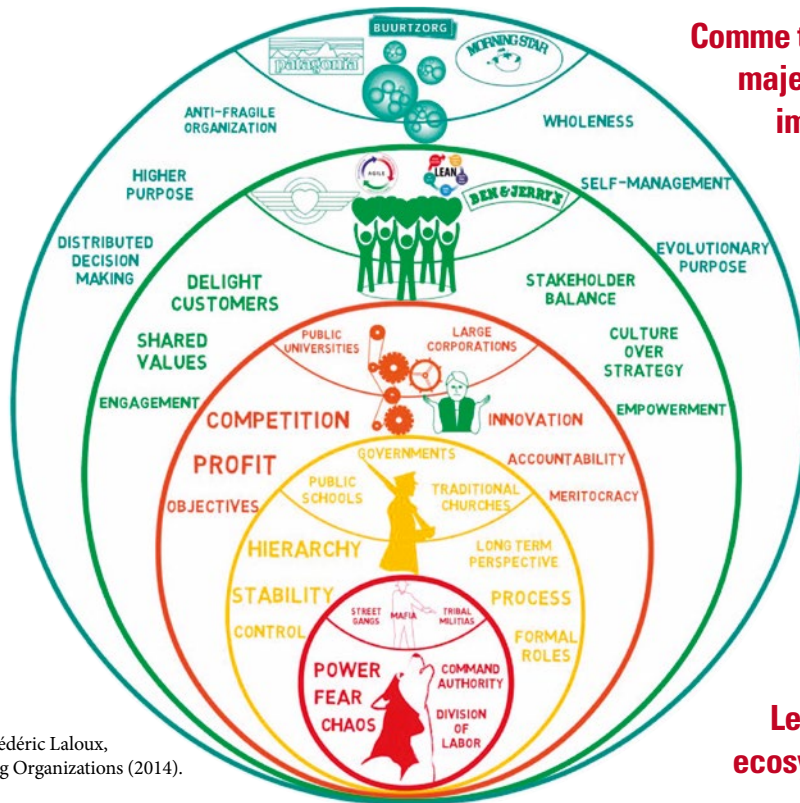 BUURTZORG
patagonia
MORNING STAR
Comme t
maje
im
ANTI-FRAGILE
ORGANIZATION
WHOLENESS
HIGHER
PURPOSE
AGILE
LEAN
BEN & JERRY'S
SELF-MANAGEMENT
DISTRIBUTED
DECISION
MAKING
EVOLUTIONARY
PURPOSE
DELIGHT
CUSTOMERS
STAKEHOLDER
BALANCE
SHARED
VALUES
PUBLIC
UNIVERSITIES
LARGE
CORPORATIONS
CULTURE
OVER
STRATEGY
ENGAGEMENT
COMPETITION
INNOVATION
EMPOWERMENT
PROFIT
GOVERNMENTS
ACCOUNTABILITY
OBJECTIVES
PUBLIC
SCHOOLS
TRADITIONAL
CHURCHES
MERITOCRACY
HIERARCHY
LONG TERM
PERSPECTIVE
STABILITY
PROCESS
STREET
GANGS
MAFIA
TRIBAL
MILITIAS
CONTROL
FORMAL
ROLES
POWER
FEAR
CHAOS
COMMAND
AUTHORITY
DIVISION
OF
LABOR
édéric Laloux,
g Organizations (2014).
Le
ecosy